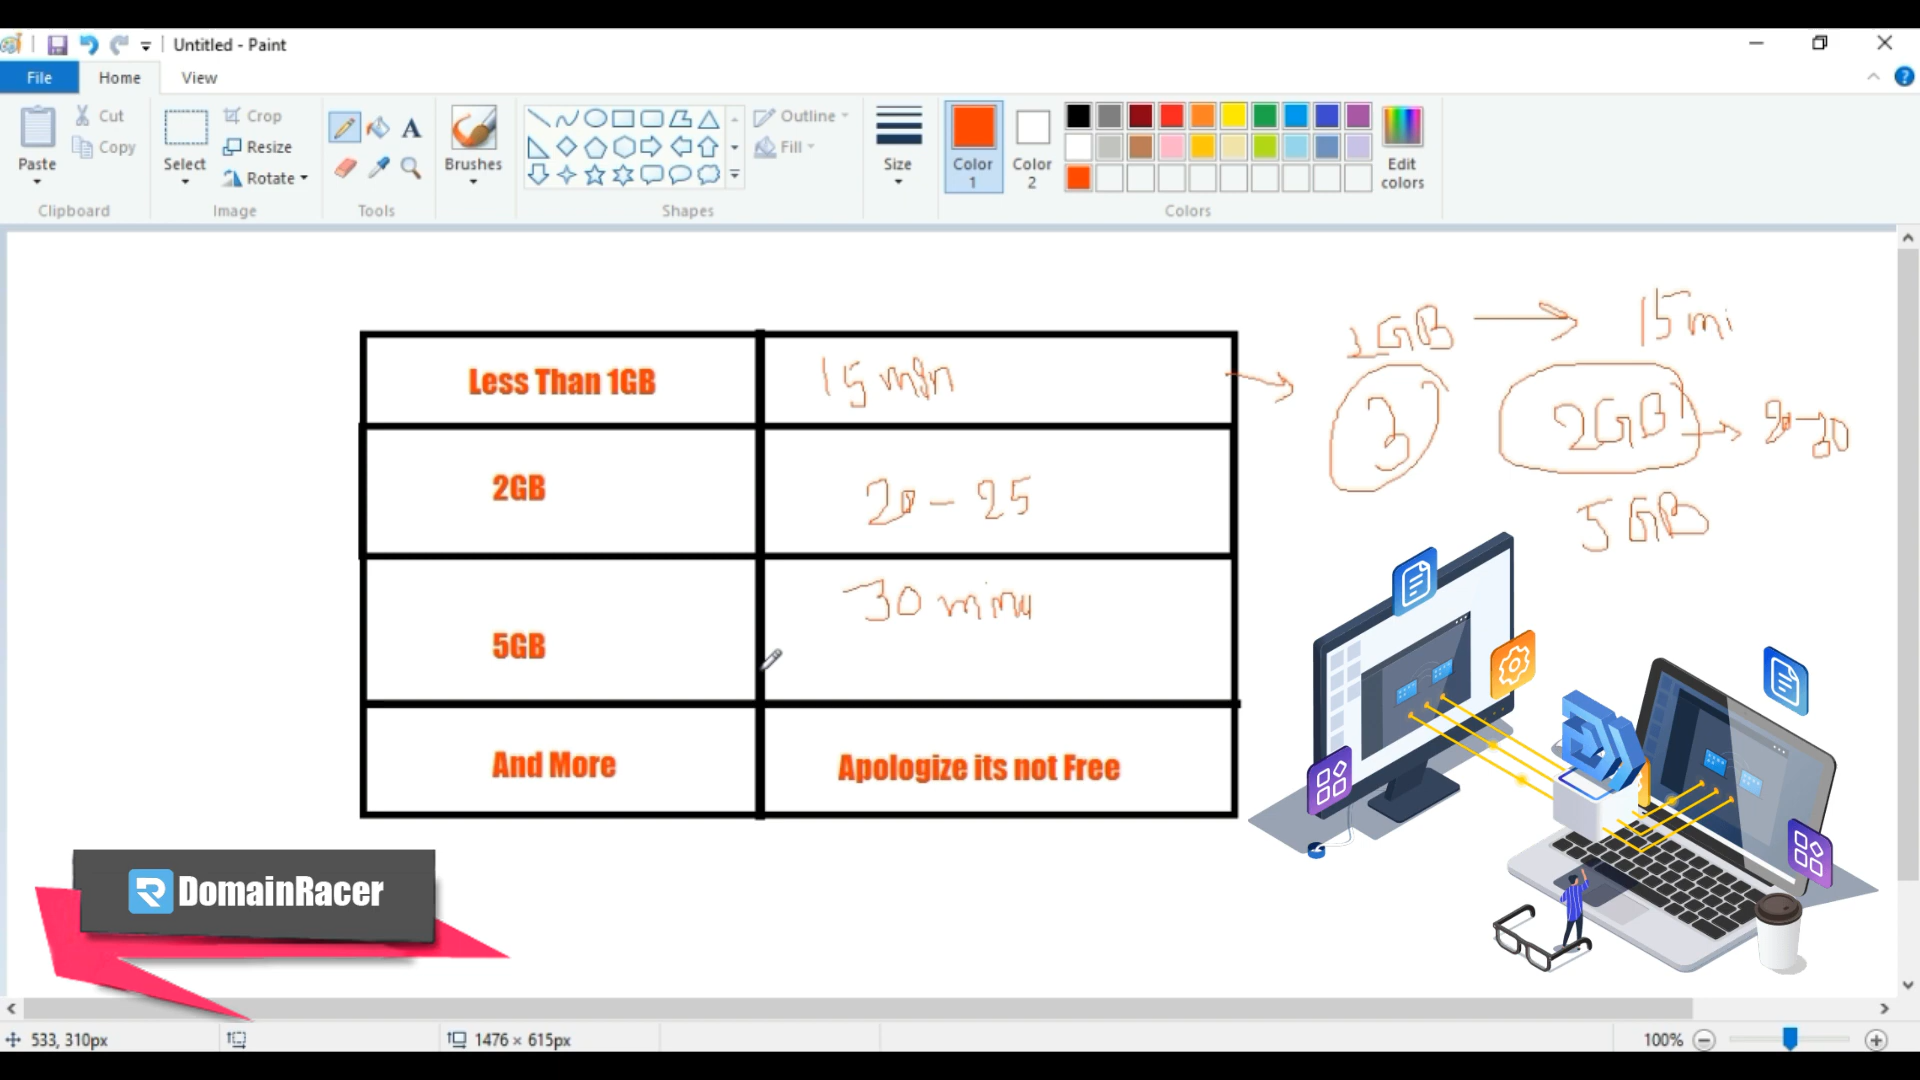 Untitled - Paint
File Home View
Paste
Cut
Copy
Clipboard
Select
Crop
Resize
Rotate
Image
A
Tools
Brushes
Shapes
Outline
Fill
Size
Color 1
Color 2
Edit colors
Colors
Less Than 1GB
15 min
2GB
20 - 25
5GB
30 minu
And More
Apologize its not Free
1GB
15 mi
3
2GB
5GB
DomainRacer
533, 310px
1476 × 615px
100%